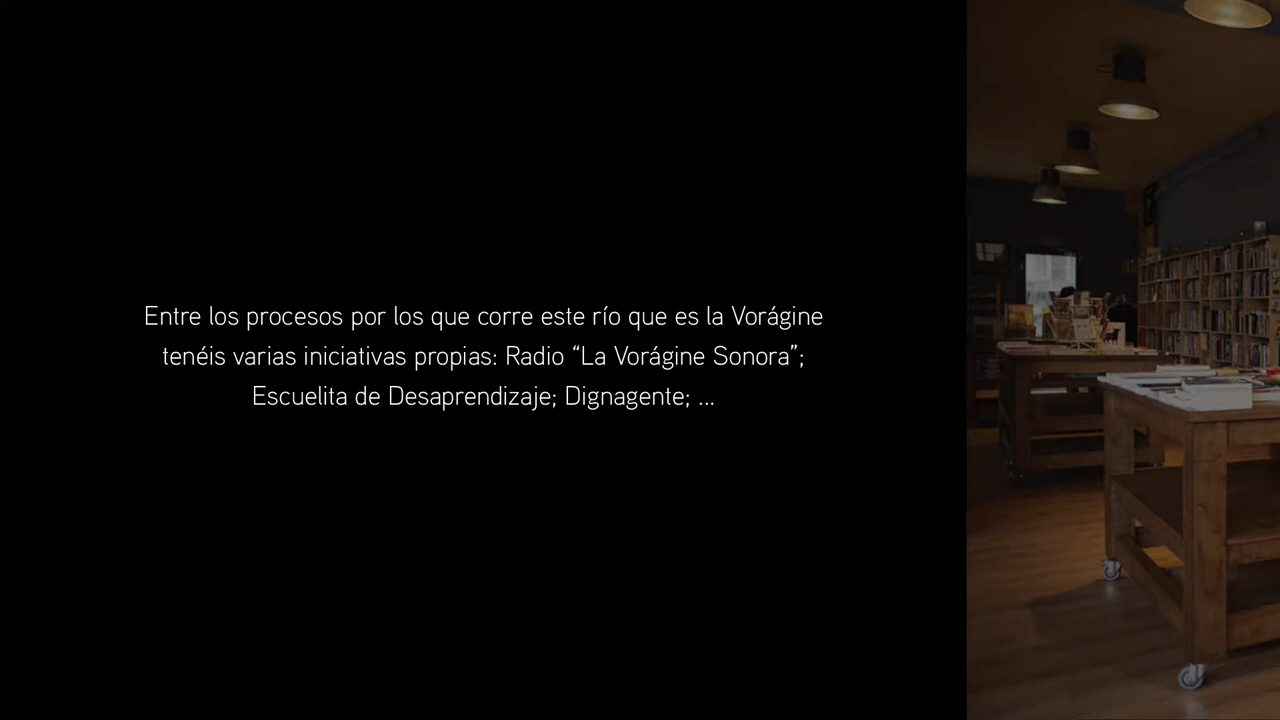 Entre los procesos por los que corre este río que es la Vorágine
tenéis varias iniciativas propias: Radio “La Vorágine Sonora”;
Escuelita de Desaprendizaje; Dignagente; ...